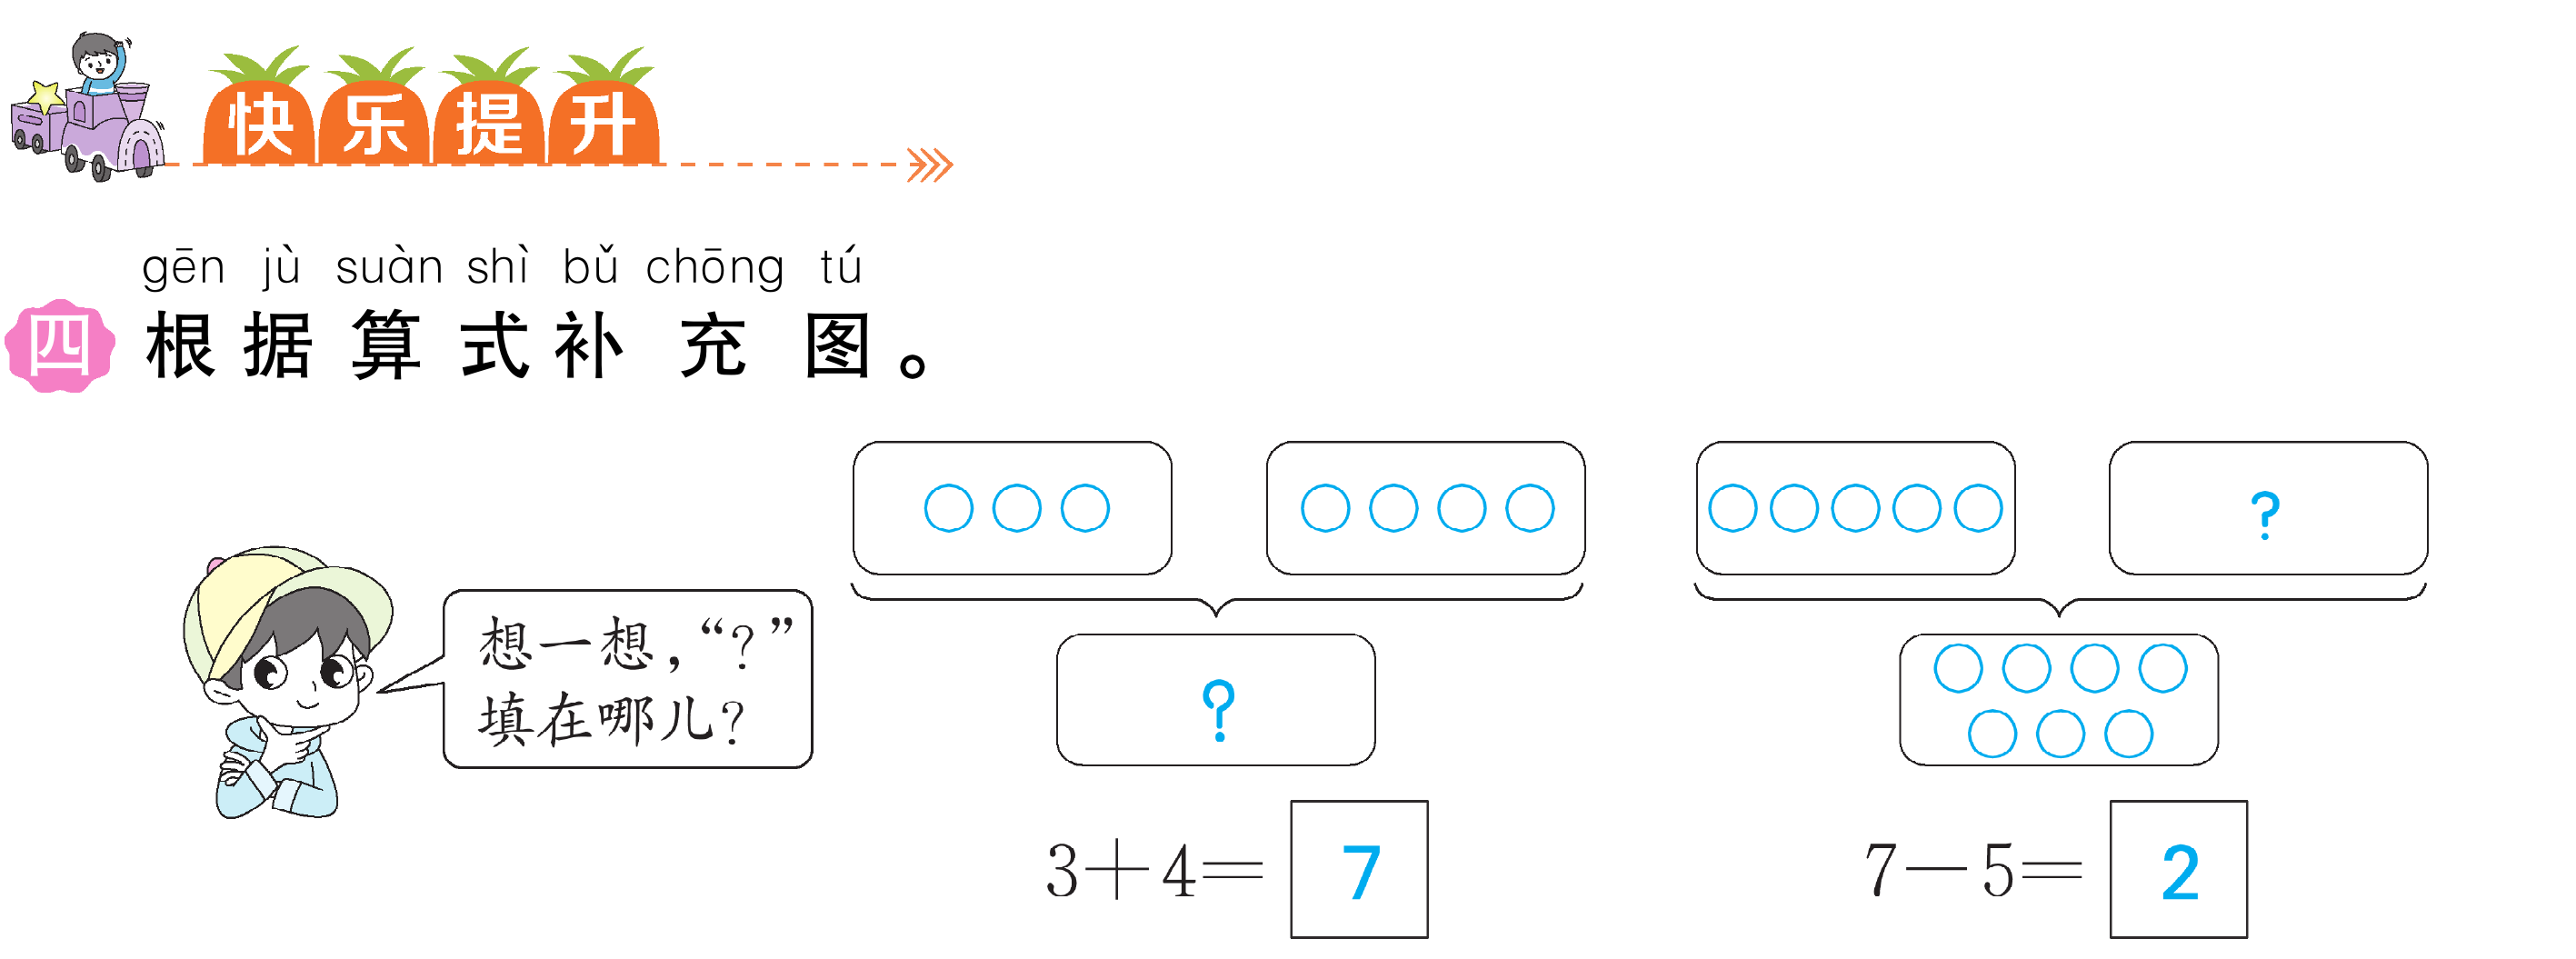 快乐提升
gēn jù suàn shì bǔ chōng tú
四 根据算式补充图。
想一想，“？”
填在哪儿？
?
?
3+4= 7
7-5= 2